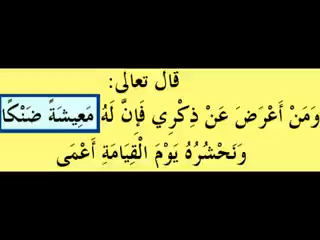 قال تعالى:
وَمَنْ أَعْرَضَ عَنْ ذِكْرِي فَإِنَّ لَهُ مَعِيشَةً ضَنْكًا
وَنَحْشُرُهُ يَوْمَ الْقِيَامَةِ أَعْمَى